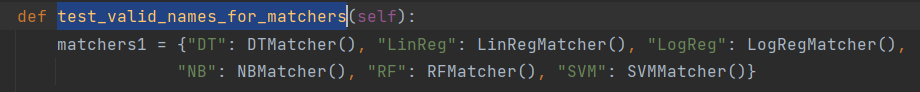 def test_valid_names_for_matchers(self):
matchers1 = {"DT": DTMatcher(), "LinReg": LinRegMatcher(), "LogReg": LogRegMatcher(),
"NB": NBMatcher(), "RF": RFMatcher(), "SVM": SVMMatcher()}